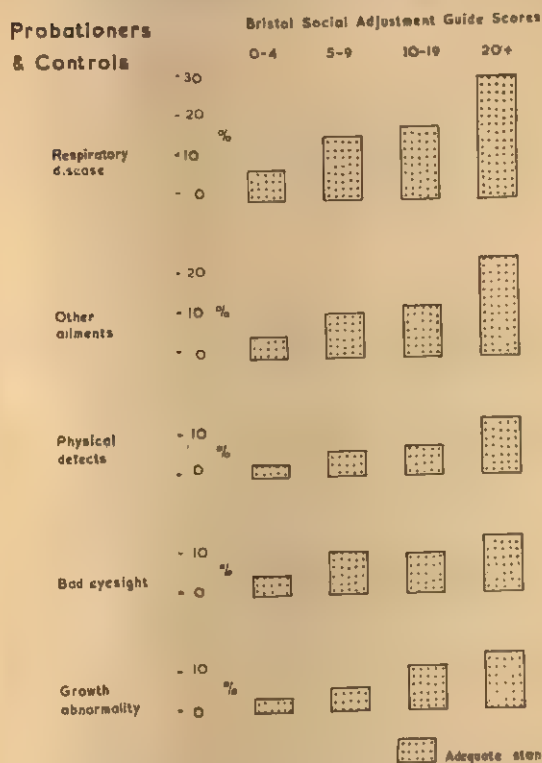 Probationers
& Controls
Bristol Social Adjustment Guide Scores
0-4 5-9 10-19 20+
- 30
- 20
%
- 10
- 0
Respiratory
disease
- 20
- 10 %
- 0
Other
ailments
- 10
%
- 0
Physical
defects
- 10
%
- 0
Bad eyesight
- 10
%
- 0
Growth
abnormality
Adequate stan